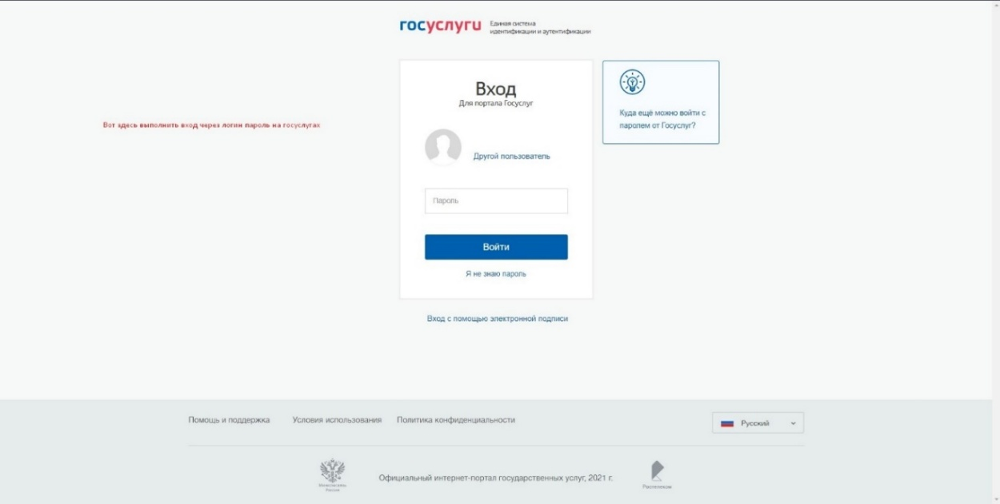 госуслуги
Единая система
идентификации и аутентификации
Вход
Для портала Госуслуг
Куда ещё можно войти с
паролем от Госуслуг?
Вот здесь выполнить вход через логин пароль на госуслугах
Другой пользователь
Пароль
Войти
Я не знаю пароль
Вход с помощью электронной подписи
Помощь и поддержка
Условия использования
Политика конфиденциальности
Русский
Официальный интернет-портал государственных услуг, 2021 г.
России
Ростелеком